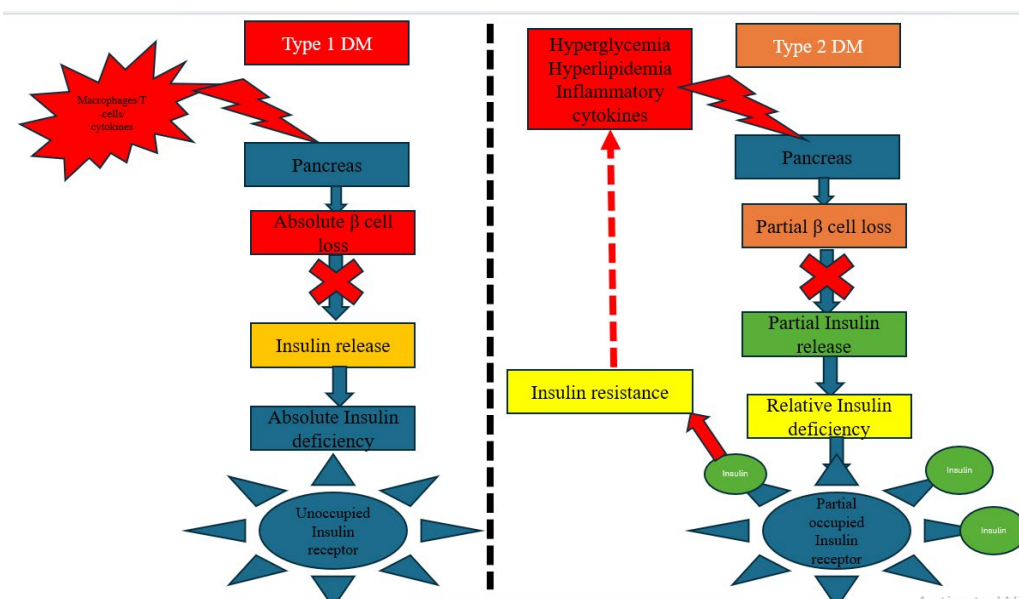 Type 1 DM
Macrophages/T
-cells/
cytokines
Pancreas
Absolute β cell
loss
Insulin release
Absolute Insulin
deficiency
Unoccupied
Insulin
receptor
Hyperglycemia
Hyperlipidemia
Inflammatory
cytokines
Type 2 DM
Pancreas
Partial β cell loss
Partial Insulin
release
Insulin resistance
Relative Insulin
deficiency
Insulin
Insulin
Insulin
Partial
occupied
Insulin
receptor